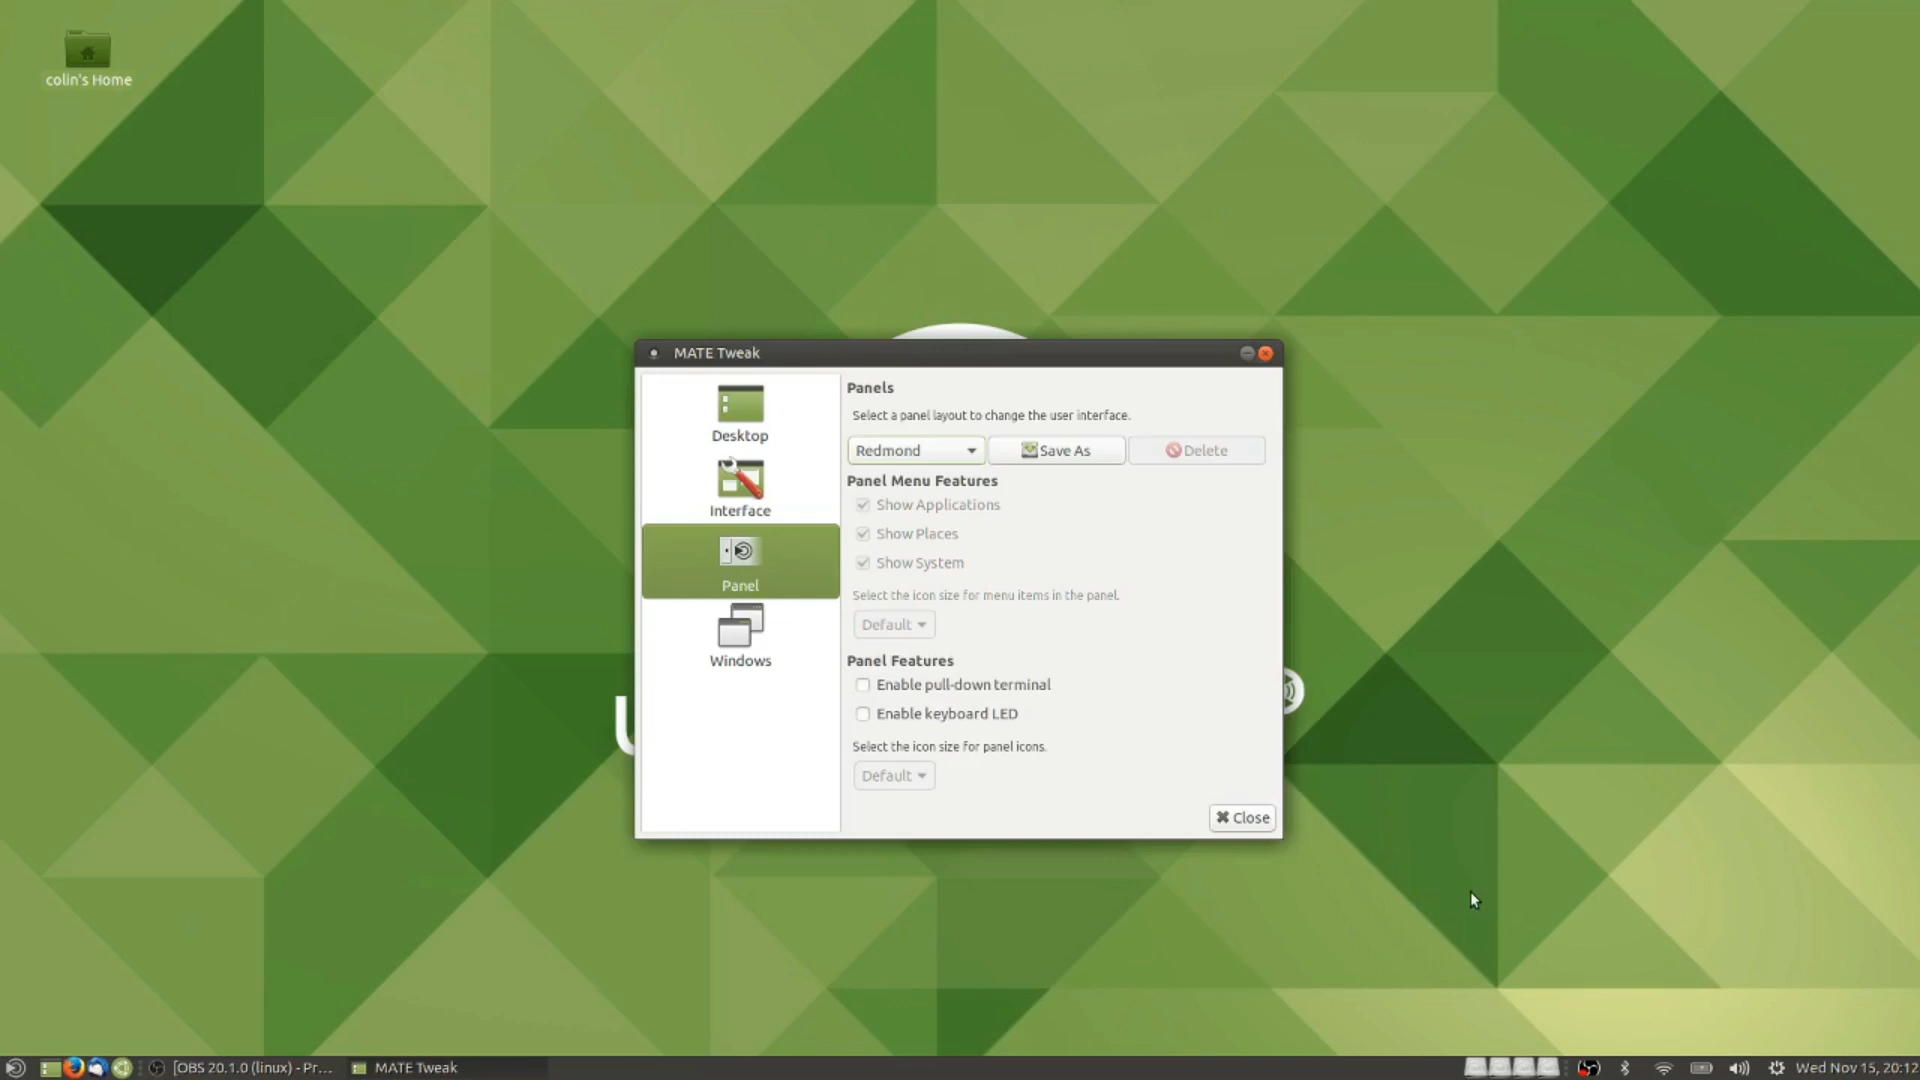 colin's Home
MATE Tweak
Desktop
Interface
Panel
Windows
Panels
Select a panel layout to change the user interface.
Redmond
Save As
Delete
Panel Menu Features
Show Applications
Show Places
Show System
Select the icon size for menu items in the panel.
Default
Panel Features
Enable pull-down terminal
Enable keyboard LED
Select the icon size for panel icons.
Default
Close
[OBS 20.1.0 (linux) - Pr...
MATE Tweak
Wed Nov 15, 20:12